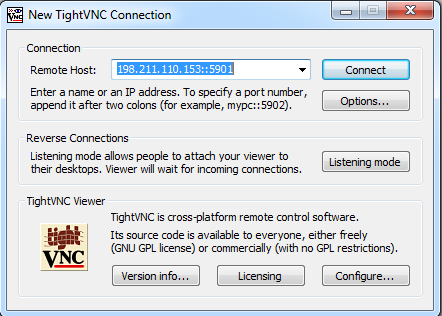 New TightVNC Connection
Connection
Remote Host:
198.211.110.153::5901
Connect
Enter a name or an IP address. To specify a port number,
append it after two colons (for example, mypc::5902).
Options...
Reverse Connections
Listening mode allows people to attach your viewer to
their desktops. Viewer will wait for incoming connections.
Listening mode
TightVNC Viewer
tight
VNC
TightVNC is cross-platform remote control software.
Its source code is available to everyone, either freely
(GNU GPL license) or commercially (with no GPL restrictions).
Version info...
Licensing
Configure...